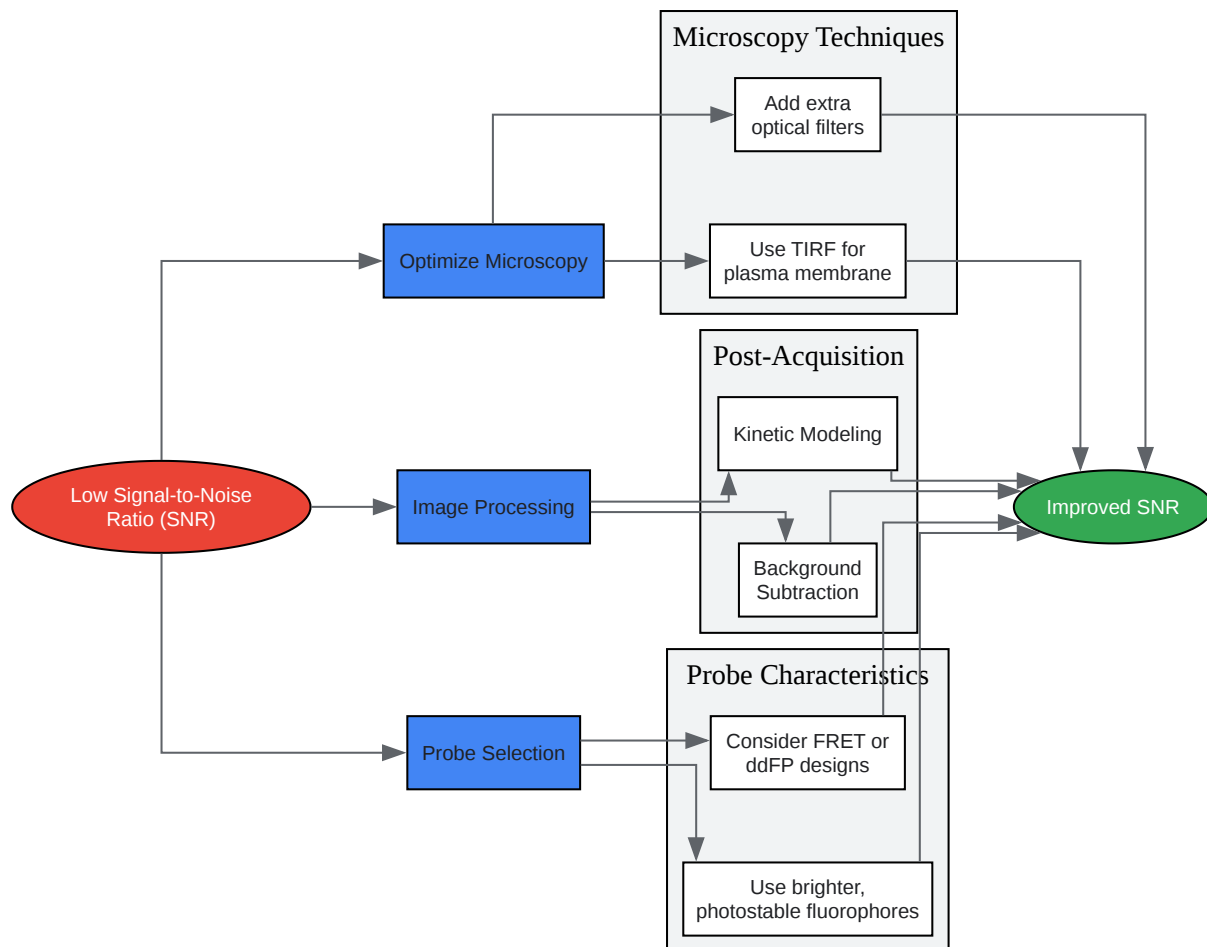 Microscopy Techniques
Add extra
optical filters
Optimize Microscopy
Use TIRF for
plasma membrane
Post-Acquisition
Kinetic Modeling
Low Signal-to-Noise
Ratio (SNR)
Image Processing
Improved SNR
Background
Subtraction
Probe Characteristics
Probe Selection
Consider FRET or
ddFP designs
Use brighter,
photostable fluorophores